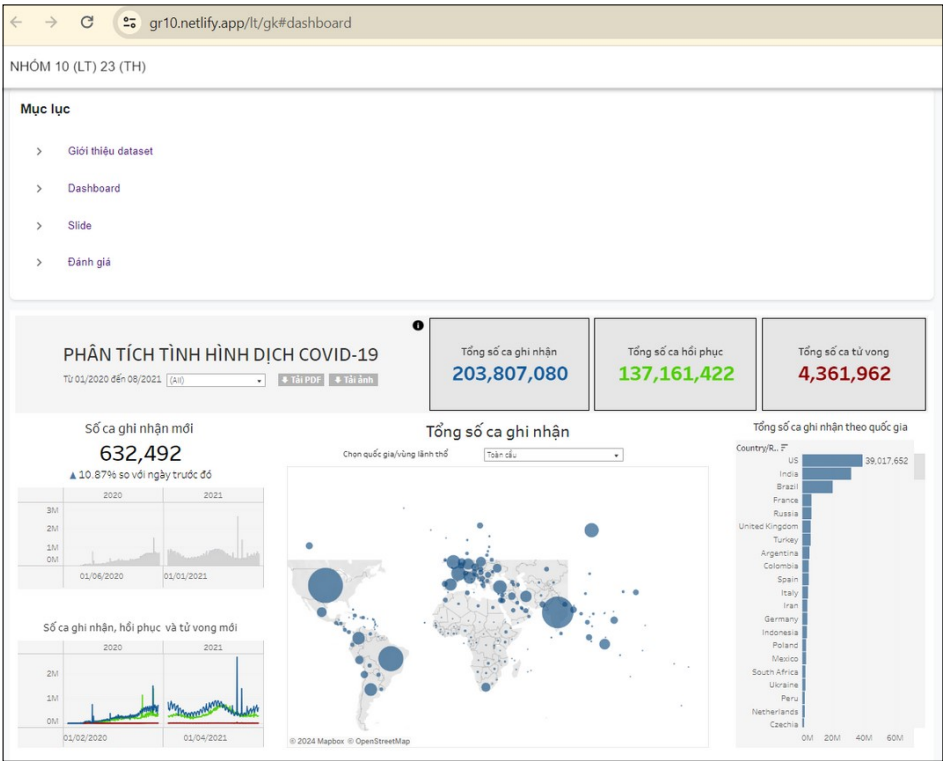 gr10.netlify.app/lt/gk#dashboard
NHÓM 10 (LT) 23 (TH)
Mục lục
Giới thiệu dataset
Dashboard
Slide
Đánh giá
PHÂN TÍCH TÌNH HÌNH DỊCH COVID-19
Từ 01/2020 đến 08/2021 (All) Tải PDF Tải ảnh
Tổng số ca ghi nhận
203,807,080
Tổng số ca hồi phục
137,161,422
Tổng số ca tử vong
4,361,962
Số ca ghi nhận mới
632,492
▲ 10.87% so với ngày trước đó
2020 2021
3M
2M
1M
0M
01/06/2020 01/01/2021
Số ca ghi nhận, hồi phục và tử vong mới
2020 2021
2M
1M
0M
01/02/2020 01/04/2021
Tổng số ca ghi nhận
Chọn quốc gia/vùng lãnh thổ Toàn cầu
© 2024 Mapbox © OpenStreetMap
Tổng số ca ghi nhận theo quốc gia
Country/R..
US 39,017,652
India
Brazil
France
Russia
United Kingdom
Turkey
Argentina
Colombia
Spain
Italy
Iran
Germany
Indonesia
Poland
Mexico
South Africa
Ukraine
Peru
Netherlands
Czechia
0M 20M 40M 60M